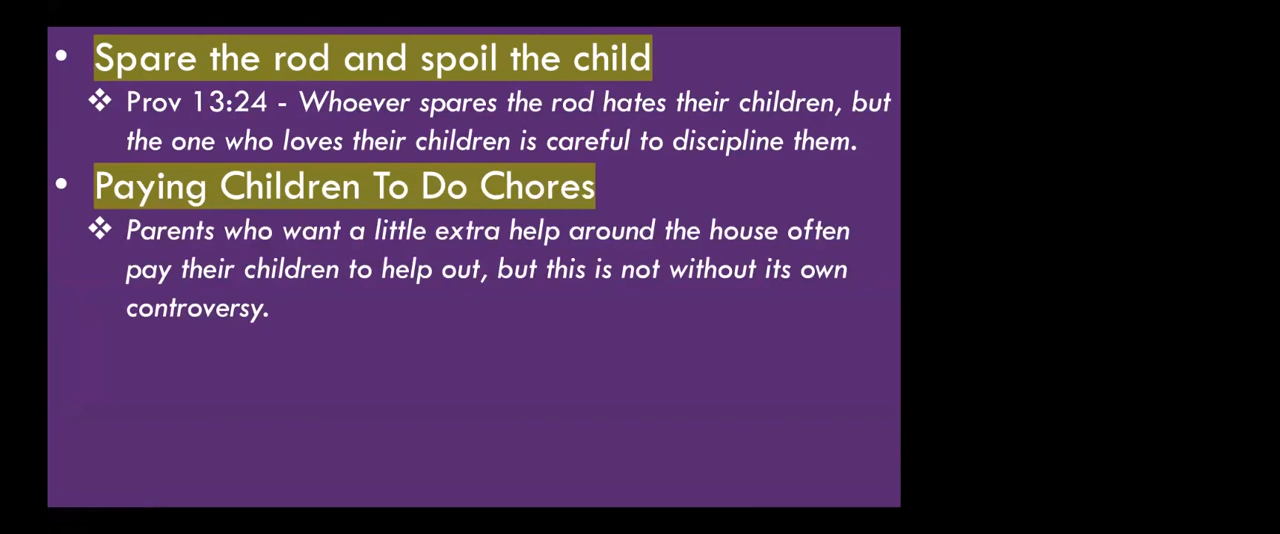 • Spare the rod and spoil the child
❖ Prov 13:24 - Whoever spares the rod hates their children, but
the one who loves their children is careful to discipline them.
• Paying Children To Do Chores
❖ Parents who want a little extra help around the house often
pay their children to help out, but this is not without its own
controversy.